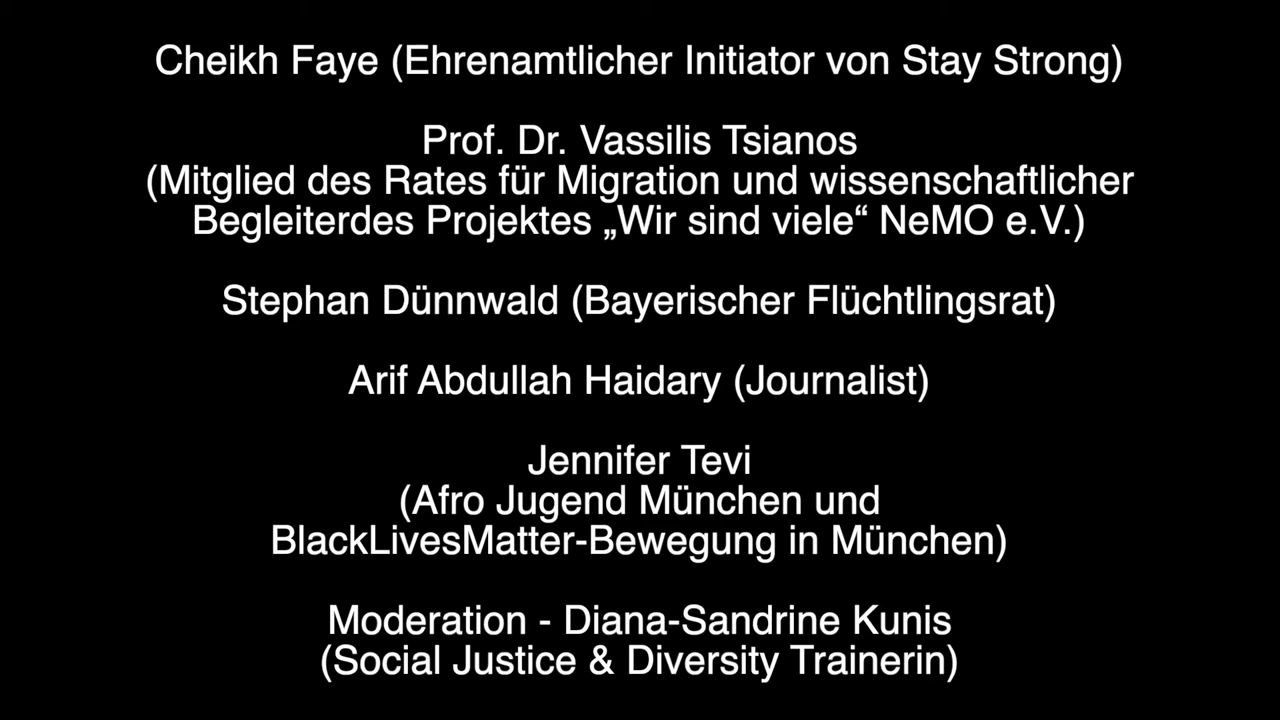 Cheikh Faye (Ehrenamtlicher Initiator von Stay Strong)
Prof. Dr. Vassilis Tsianos
(Mitglied des Rates für Migration und wissenschaftlicher
Begleiterdes Projektes „Wir sind viele“ NeMO e.V.)
Stephan Dünnwald (Bayerischer Flüchtlingsrat)
Arif Abdullah Haidary (Journalist)
Jennifer Tevi
(Afro Jugend München und
BlackLivesMatter-Bewegung in München)
Moderation - Diana-Sandrine Kunis
(Social Justice & Diversity Trainerin)